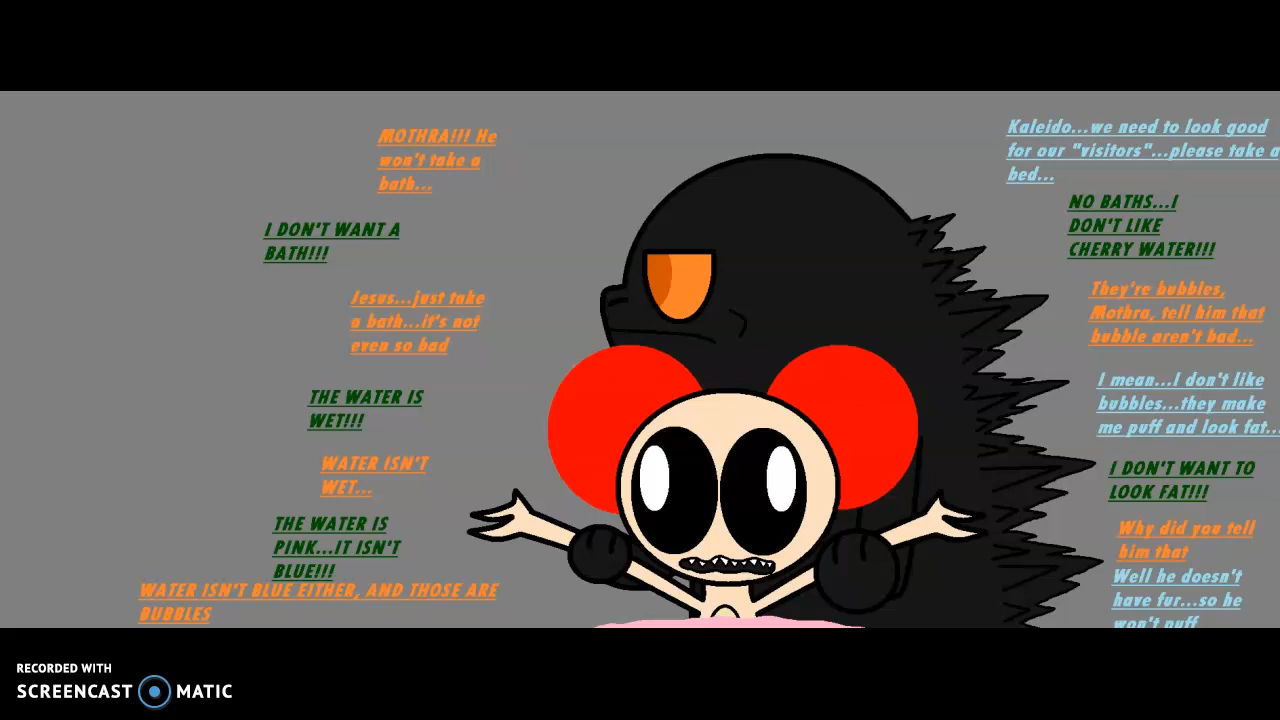 MOTHRA!!! He
won't take a
bath...
I DON'T WANT A
BATH!!!
Jesus...just take
a bath...it's not
even so bad
THE WATER IS
WET!!!
WATER ISN'T
WET...
THE WATER IS
PINK...IT ISN'T
BLUE!!!
WATER ISN'T BLUE EITHER, AND THOSE ARE
BUBBLES
Kaleido...we need to look good
for our "visitors"...please take a
bed...
NO BATHS...I
DON'T LIKE
CHERRY WATER!!!
They're bubbles,
Mothra, tell him that
bubble aren't bad...
I mean...I don't like
bubbles...they make
me puff and look fat...
I DON'T WANT TO
LOOK FAT!!!
Why did you tell
him that
Well he doesn't
have fur...so he
won't puff
RECORDED WITH
SCREENCAST MATIC